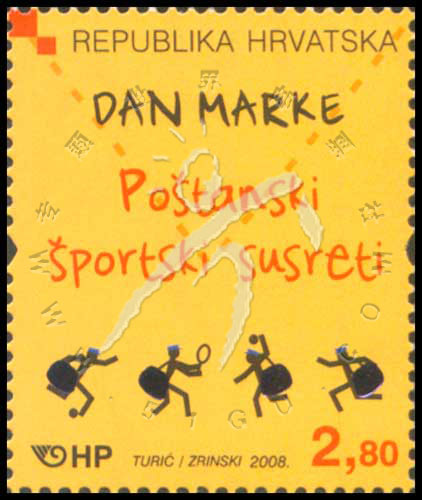 REPUBLIKA HRVATSKA
DAN MARKE
Poštanski
športski susreti
HP
TURIĆ / ZRINSKI 2008.
2,80